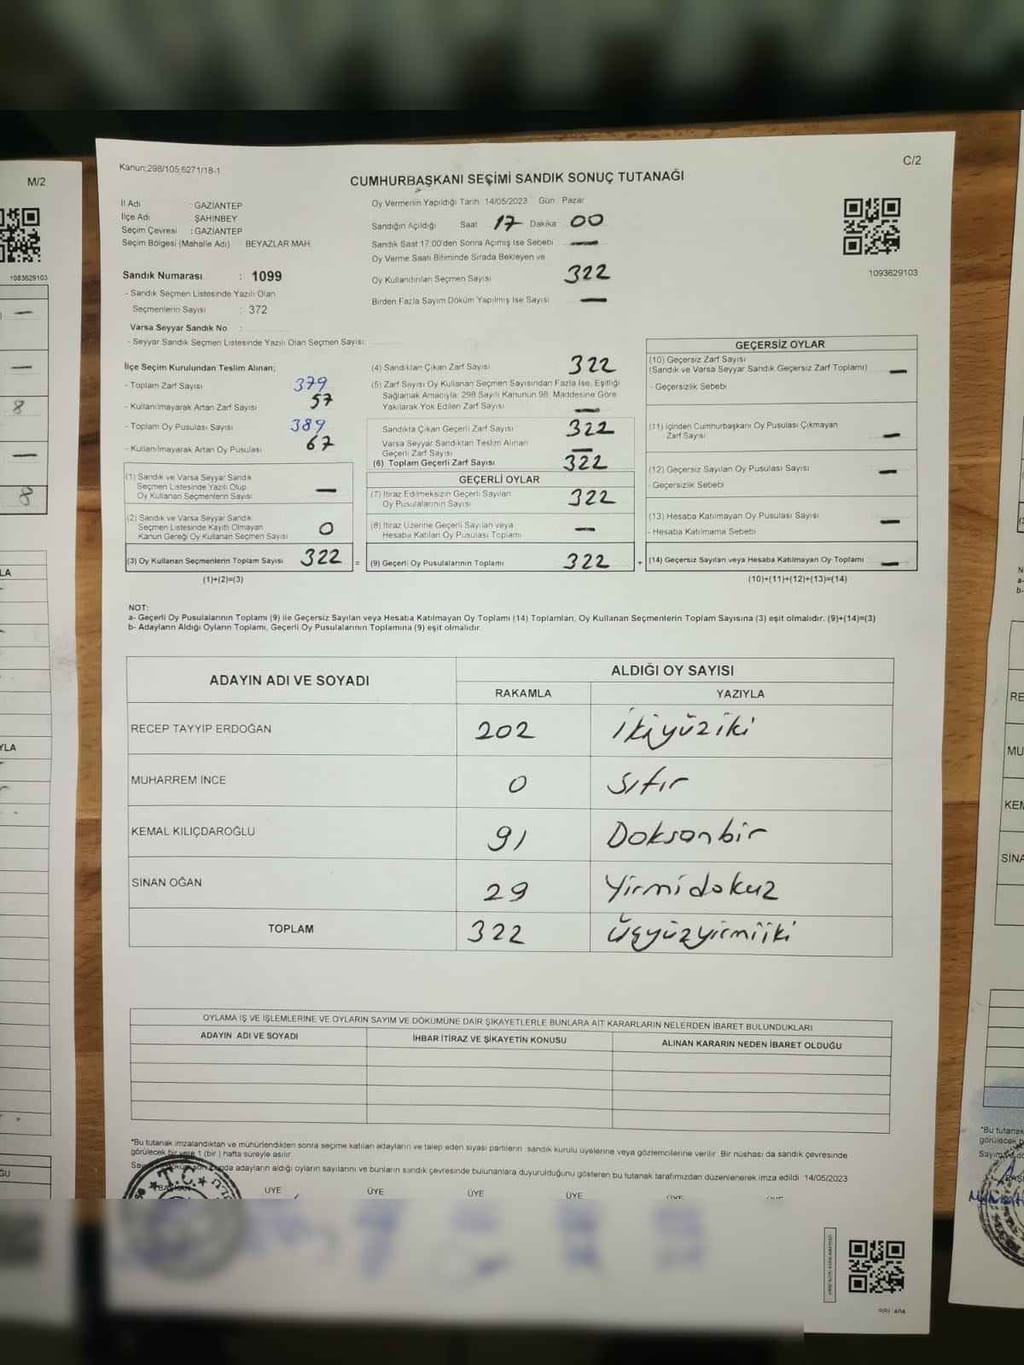 M/2
1083629103
8
8
Kanun:298/105,6271/18-1
C/2
CUMHURBAŞKANI SEÇİMİ SANDIK SONUÇ TUTANAĞI
İl Adı : GAZİANTEP
İlçe Adı : ŞAHİNBEY
Seçim Çevresi : GAZİANTEP
Seçim Bölgesi (Mahalle Adı) BEYAZLAR MAH
Sandık Numarası : 1099
- Sandık Seçmen Listesinde Yazılı Olan
Seçmenlerin Sayısı : 372
Varsa Seyyar Sandık No :
- Seyyar Sandık Seçmen Listesinde Yazılı Olan Seçmen Sayısı:
Oy Vermenin Yapıldığı Tarih 14/05/2023 Gün Pazar
Sandığın Açıldığı Saat 17 Dakika 00
Sandık Saat 17:00'den Sonra Açılmış İse Sebebi —
Oy Verme Saati Bitiminde Sırada Bekleyen ve
Oy Kullandırılan Seçmen Sayısı 322
Birden Fazla Sayım Döküm Yapılmış İse Sayısı —
1093629103
İlçe Seçim Kurulundan Teslim Alınan;
- Toplam Zarf Sayısı 379
- Kullanılmayarak Artan Zarf Sayısı 57
- Toplam Oy Pusulası Sayısı 389
- Kullanılmayarak Artan Oy Pusulası 67
(1) Sandık ve Varsa Seyyar Sandık
Seçmen Listesinde Yazılı Olup
Oy Kullanan Seçmenlerin Sayısı —
(2) Sandık ve Varsa Seyyar Sandık
Seçmen Listesinde Kayıtlı Olmayan
Kanun Gereği Oy Kullanan Seçmen Sayısı 0
(3) Oy Kullanan Seçmenlerin Toplam Sayısı 322 =
(1)+(2)=(3)
(4) Sandıktan Çıkan Zarf Sayısı 322
(5) Zarf Sayısı Oy Kullanan Seçmen Sayısından Fazla İse, Eşitliği
Sağlamak Amacıyla; 298 Sayılı Kanunun 98. Maddesine Göre
Yakılarak Yok Edilen Zarf Sayısı —
Sandıkta Çıkan Geçerli Zarf Sayısı 322
Varsa Seyyar Sandıktan Teslim Alınan
Geçerli Zarf Sayısı —
(6) Toplam Geçerli Zarf Sayısı 322
GEÇERLİ OYLAR
(7) İtiraz Edilmeksizin Geçerli Sayılan
Oy Pusulalarının Sayısı 322
(8) İtiraz Üzerine Geçerli Sayılan veya
Hesaba Katılan Oy Pusulası Toplamı —
(9) Geçerli Oy Pusulalarının Toplamı 322 +
GEÇERSİZ OYLAR
(10) Geçersiz Zarf Sayısı
(Sandık ve Varsa Seyyar Sandık Geçersiz Zarf Toplamı) —
- Geçersizlik Sebebi
(11) İçinden Cumhurbaşkanı Oy Pusulası Çıkmayan
Zarf Sayısı —
(12) Geçersiz Sayılan Oy Pusulası Sayısı —
- Geçersizlik Sebebi
(13) Hesaba Katılmayan Oy Pusulası Sayısı —
- Hesaba Katılmama Sebebi
(14) Geçersiz Sayılan veya Hesaba Katılmayan Oy Toplamı —
(10)+(11)+(12)+(13)=(14)
NOT:
a- Geçerli Oy Pusulalarının Toplamı (9) ile Geçersiz Sayılan veya Hesaba Katılmayan Oy Toplamı (14) Toplamları, Oy Kullanan Seçmenlerin Toplam Sayısına (3) eşit olmalıdır. (9)+(14)=(3)
b- Adayların Aldığı Oyların Toplamı, Geçerli Oy Pusulalarının Toplamına (9) eşit olmalıdır.
ADAYIN ADI VE SOYADI
ALDIĞI OY SAYISI
RAKAMLA YAZIYLA
RECEP TAYYİP ERDOĞAN 202 İkiyüziki
MUHARREM İNCE 0 Sıfır
KEMAL KILIÇDAROĞLU 91 Doksanbir
SİNAN OĞAN 29 Yirmidokuz
TOPLAM 322 Üçyüzyirmiiki
OYLAMA İŞ VE İŞLEMLERİNE VE OYLARIN SAYIM VE DÖKÜMÜNE DAİR ŞİKAYETLERLE BUNLARA AİT KARARLARIN NELERDEN İBARET BULUNDUKLARI
ADAYIN ADI VE SOYADI İHBAR İTİRAZ VE ŞİKAYETİN KONUSU ALINAN KARARIN NEDEN İBARET OLDUĞU
*Bu tutanak imzalandıktan ve mühürlendikten sonra seçime katılan adayların ve talep eden siyasi partilerin sandık kurulu üyelerine veya gözlemcilerine verilir. Bir nüshası da sandık çevresinde
görülecek bir yere 1 (bir) hafta süreyle asılır.
adayların aldığı oyların sayılarını ve bunların sandık çevresinde bulunanlara duyurulduğunu gösteren bu tutanak tarafımızdan düzenlenerek imza edildi 14/05/2023
ÜYE ÜYE ÜYE ÜYE ÜYE
T.C.